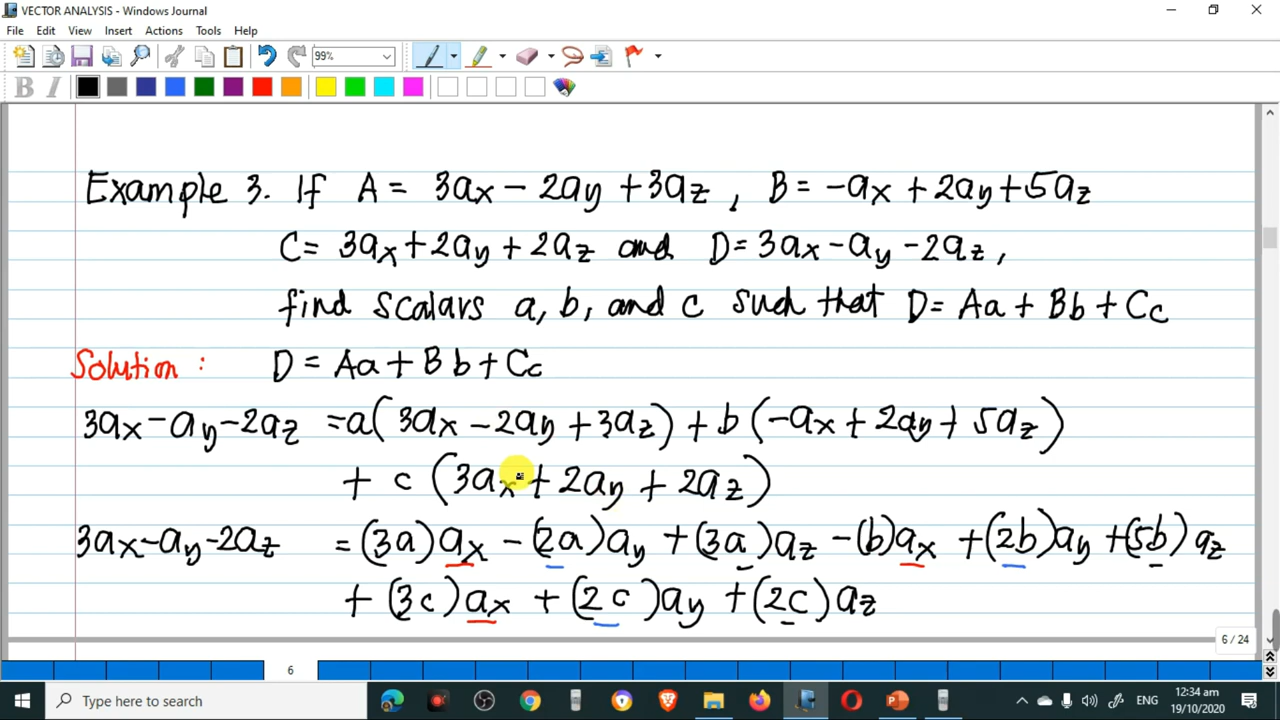 VECTOR ANALYSIS - Windows Journal
File Edit View Insert Actions Tools Help
99%
B I
Example 3. If A = 3ax - 2ay + 3az , B = -ax + 2ay + 5az
C = 3ax + 2ay + 2az and D = 3ax - ay - 2az ,
find scalars a, b, and c such that D = Aa + Bb + Cc
Solution : D = Aa + Bb + Cc
3ax - ay - 2az = a(3ax - 2ay + 3az) + b(-ax + 2ay + 5az)
+ c (3ax + 2ay + 2az)
3ax - ay - 2az = (3a)ax - (2a)ay + (3a)az - (b)ax + (2b)ay + (5b)az
+ (3c)ax + (2c)ay + (2c)az
6 / 24
6
Type here to search
ENG
12:34 am
19/10/2020